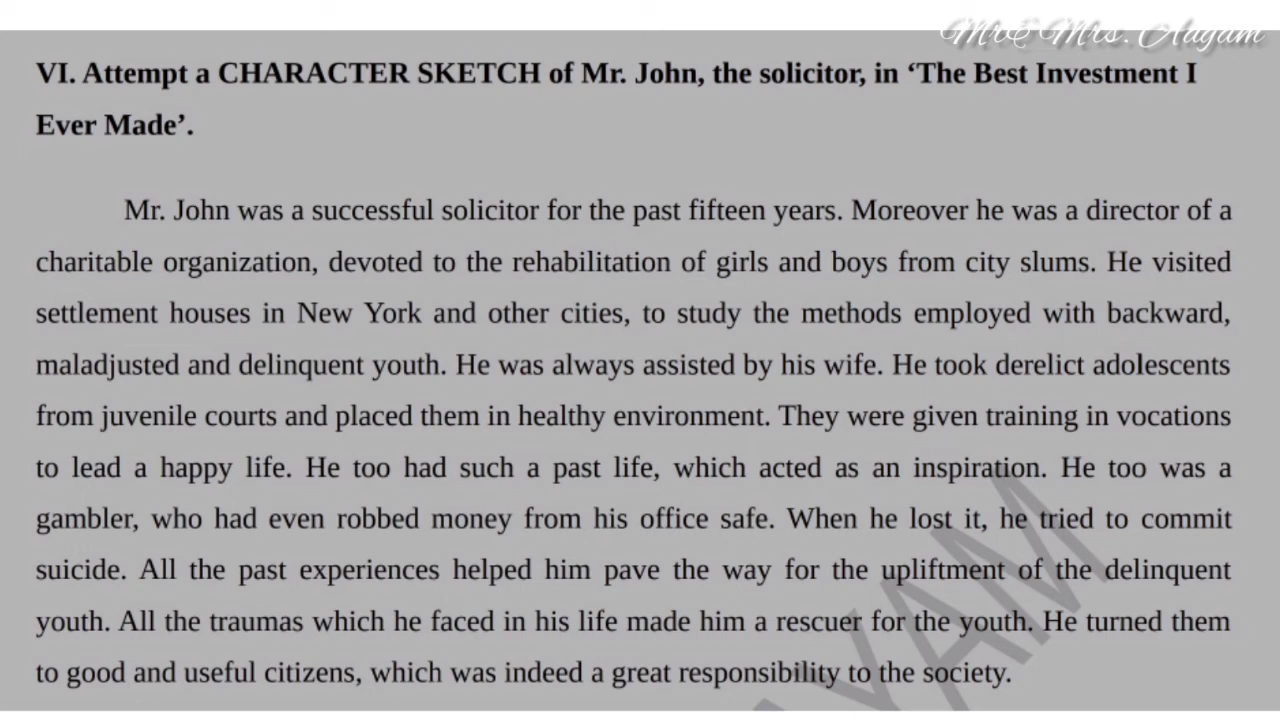 Mr & Mrs. Augam
VI. Attempt a CHARACTER SKETCH of Mr. John, the solicitor, in ‘The Best Investment I
Ever Made’.
Mr. John was a successful solicitor for the past fifteen years. Moreover he was a director of a
charitable organization, devoted to the rehabilitation of girls and boys from city slums. He visited
settlement houses in New York and other cities, to study the methods employed with backward,
maladjusted and delinquent youth. He was always assisted by his wife. He took derelict adolescents
from juvenile courts and placed them in healthy environment. They were given training in vocations
to lead a happy life. He too had such a past life, which acted as an inspiration. He too was a
gambler, who had even robbed money from his office safe. When he lost it, he tried to commit
suicide. All the past experiences helped him pave the way for the upliftment of the delinquent
youth. All the traumas which he faced in his life made him a rescuer for the youth. He turned them
to good and useful citizens, which was indeed a great responsibility to the society.